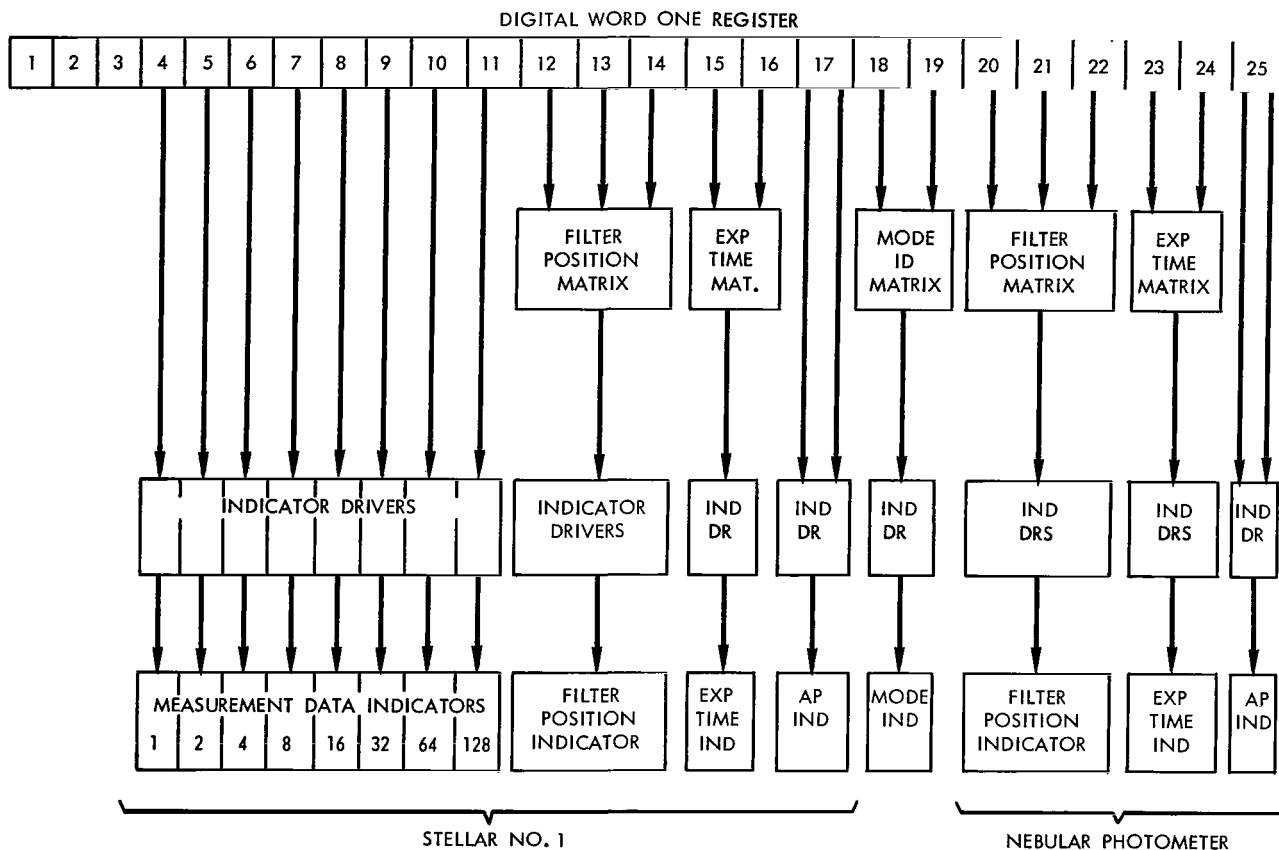 DIGITAL WORD ONE REGISTER
1 2 3 4 5 6 7 8 9 10 11 12 13 14 15 16 17 18 19 20 21 22 23 24 25
FILTER
POSITION
MATRIX
EXP
TIME
MAT.
MODE
ID
MATRIX
FILTER
POSITION
MATRIX
EXP
TIME
MATRIX
INDICATOR DRIVERS
INDICATOR
DRIVERS
IND
DR
IND
DR
IND
DR
IND
DRS
IND
DRS
IND
DR
MEASUREMENT DATA INDICATORS
1 2 4 8 16 32 64 128
FILTER
POSITION
INDICATOR
EXP
TIME
IND
AP
IND
MODE
IND
FILTER
POSITION
INDICATOR
EXP
TIME
IND
AP
IND
STELLAR NO. 1
NEBULAR PHOTOMETER